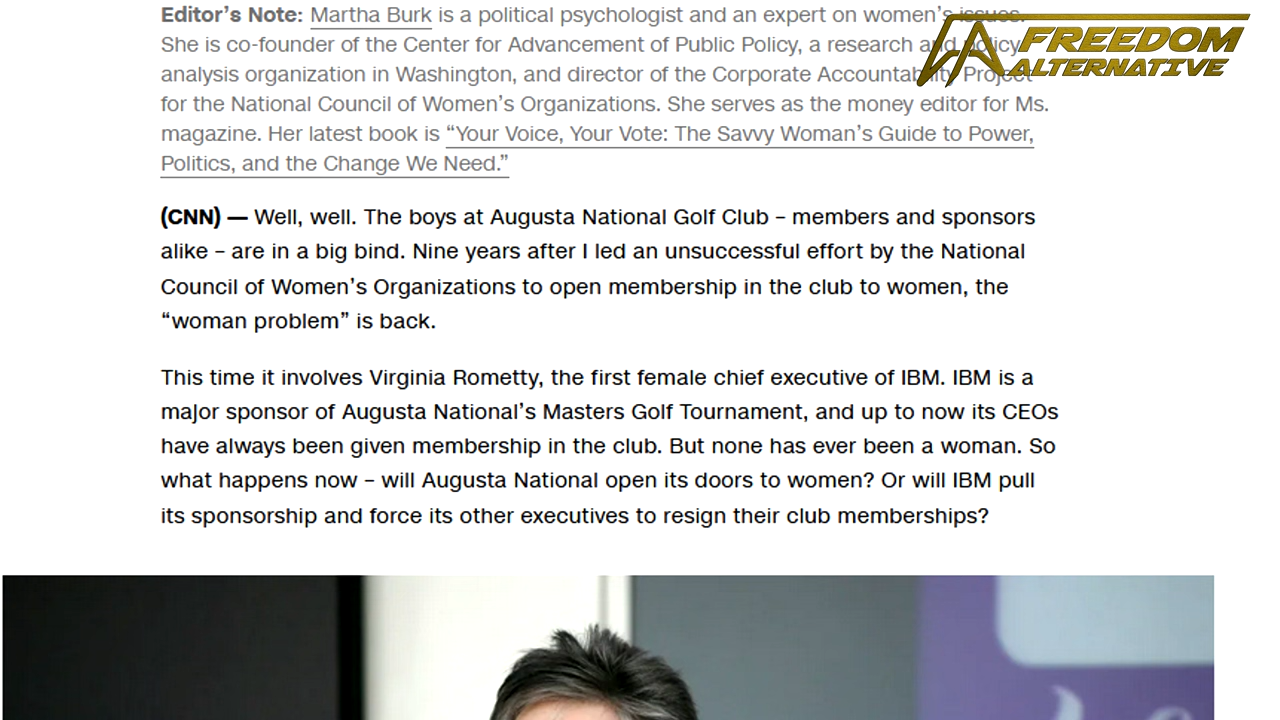 Editor's Note: Martha Burk is a political psychologist and an expert on women's issues.
She is co-founder of the Center for Advancement of Public Policy, a research and policy
analysis organization in Washington, and director of the Corporate Accountability Project
for the National Council of Women's Organizations. She serves as the money editor for Ms.
magazine. Her latest book is “Your Voice, Your Vote: The Savvy Woman's Guide to Power,
Politics, and the Change We Need.”
FREEDOM
ALTERNATIVE
(CNN) — Well, well. The boys at Augusta National Golf Club – members and sponsors
alike – are in a big bind. Nine years after I led an unsuccessful effort by the National
Council of Women's Organizations to open membership in the club to women, the
“woman problem” is back.
This time it involves Virginia Rometty, the first female chief executive of IBM. IBM is a
major sponsor of Augusta National's Masters Golf Tournament, and up to now its CEOs
have always been given membership in the club. But none has ever been a woman. So
what happens now – will Augusta National open its doors to women? Or will IBM pull
its sponsorship and force its other executives to resign their club memberships?